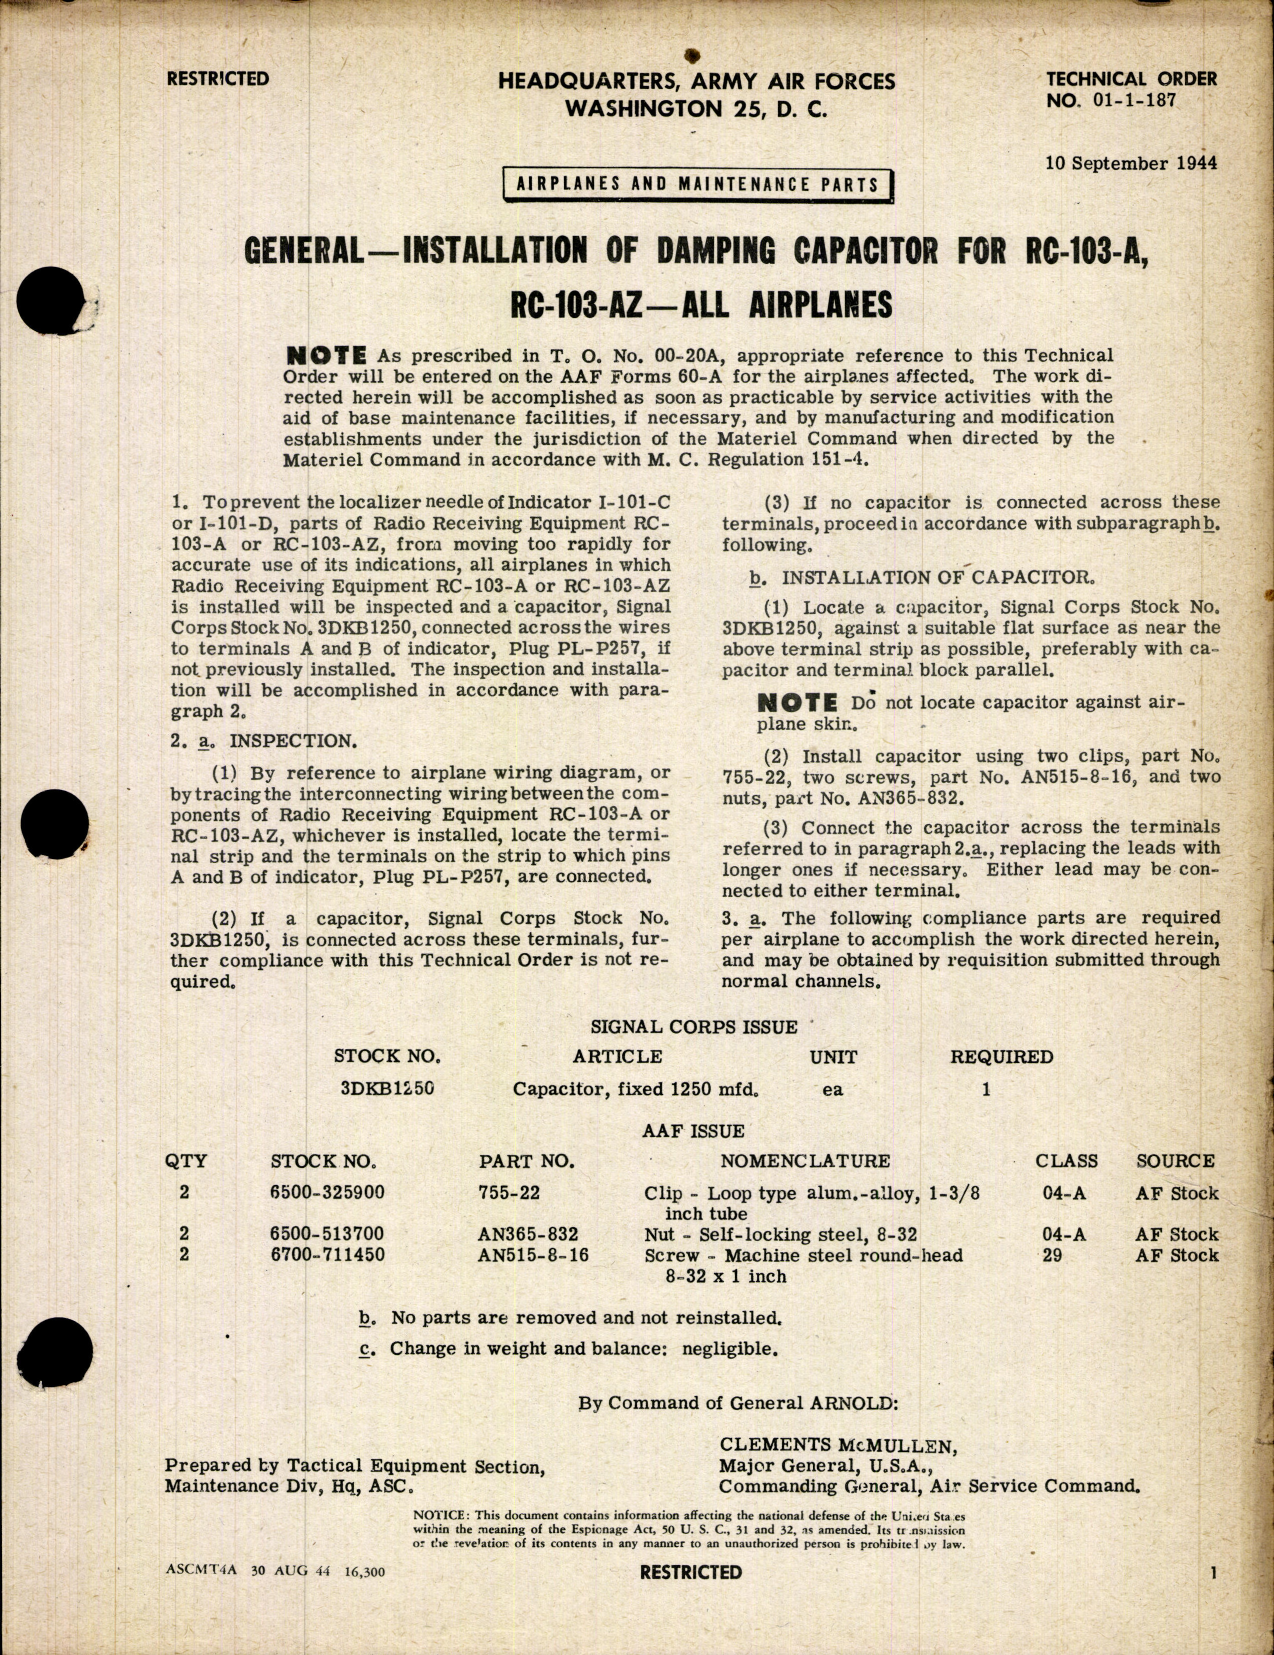 RESTRICTED
HEADQUARTERS, ARMY AIR FORCES
WASHINGTON 25, D. C.
TECHNICAL ORDER
NO. 01-1-187
10 September 1944
AIRPLANES AND MAINTENANCE PARTS
GENERAL—INSTALLATION OF DAMPING CAPACITOR FOR RC-103-A,
RC-103-AZ—ALL AIRPLANES
NOTE As prescribed in T. O. No. 00-20A, appropriate reference to this Technical
Order will be entered on the AAF Forms 60-A for the airplanes affected. The work di-
rected herein will be accomplished as soon as practicable by service activities with the
aid of base maintenance facilities, if necessary, and by manufacturing and modification
establishments under the jurisdiction of the Materiel Command when directed by the
Materiel Command in accordance with M. C. Regulation 151-4.
1. To prevent the localizer needle of Indicator I-101-C
or I-101-D, parts of Radio Receiving Equipment RC-
103-A or RC-103-AZ, from moving too rapidly for
accurate use of its indications, all airplanes in which
Radio Receiving Equipment RC-103-A or RC-103-AZ
is installed will be inspected and a capacitor, Signal
Corps Stock No. 3DKB1250, connected across the wires
to terminals A and B of indicator, Plug PL-P257, if
not previously installed. The inspection and installa-
tion will be accomplished in accordance with para-
graph 2.
2. a. INSPECTION.
(1) By reference to airplane wiring diagram, or
by tracing the interconnecting wiring between the com-
ponents of Radio Receiving Equipment RC-103-A or
RC-103-AZ, whichever is installed, locate the termi-
nal strip and the terminals on the strip to which pins
A and B of indicator, Plug PL-P257, are connected.
(2) If a capacitor, Signal Corps Stock No.
3DKB1250, is connected across these terminals, fur-
ther compliance with this Technical Order is not re-
quired.
(3) If no capacitor is connected across these
terminals, proceed in accordance with subparagraph b.
following.
b. INSTALLATION OF CAPACITOR.
(1) Locate a capacitor, Signal Corps Stock No.
3DKB1250, against a suitable flat surface as near the
above terminal strip as possible, preferably with ca-
pacitor and terminal block parallel.
NOTE Do not locate capacitor against air-
plane skin.
(2) Install capacitor using two clips, part No.
755-22, two screws, part No. AN515-8-16, and two
nuts, part No. AN365-832.
(3) Connect the capacitor across the terminals
referred to in paragraph 2.a., replacing the leads with
longer ones if necessary. Either lead may be con-
nected to either terminal.
3. a. The following compliance parts are required
per airplane to accomplish the work directed herein,
and may be obtained by requisition submitted through
normal channels.
SIGNAL CORPS ISSUE
STOCK NO. ARTICLE UNIT REQUIRED
3DKB1250 Capacitor, fixed 1250 mfd. ea 1
AAF ISSUE
QTY STOCK NO. PART NO. NOMENCLATURE CLASS SOURCE
2 6500-325900 755-22 Clip - Loop type alum.-alloy, 1-3/8 04-A AF Stock
inch tube
2 6500-513700 AN365-832 Nut - Self-locking steel, 8-32 04-A AF Stock
2 6700-711450 AN515-8-16 Screw - Machine steel round-head 29 AF Stock
8-32 x 1 inch
b. No parts are removed and not reinstalled.
c. Change in weight and balance: negligible.
By Command of General ARNOLD:
CLEMENTS McMULLEN,
Major General, U.S.A.,
Commanding General, Air Service Command.
Prepared by Tactical Equipment Section,
Maintenance Div, Hq, ASC.
NOTICE: This document contains information affecting the national defense of the United States
within the meaning of the Espionage Act, 50 U. S. C., 31 and 32, as amended. Its transmission
or the revelation of its contents in any manner to an unauthorized person is prohibited by law.
ASCMT4A 30 AUG 44 16,300
RESTRICTED
1